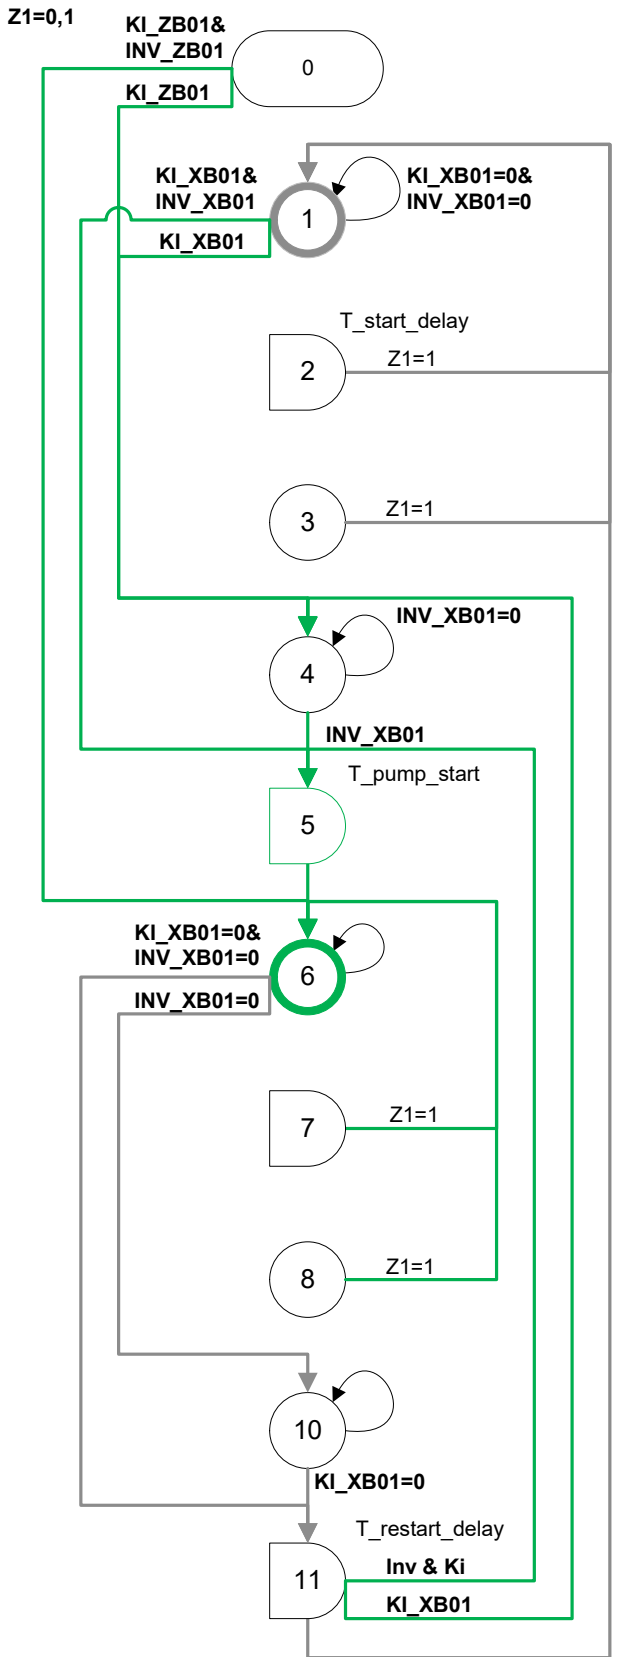 Z1=0,1
KI_ZB01&
INV_ZB01
0
KI_ZB01
KI_XB01&
INV_XB01
KI_XB01=0&
INV_XB01=0
1
KI_XB01
T_start_delay
Z1=1
2
Z1=1
3
INV_XB01=0
4
INV_XB01
T_pump_start
5
KI_XB01=0&
INV_XB01=0
6
INV_XB01=0
Z1=1
7
Z1=1
8
10
KI_XB01=0
T_restart_delay
Inv & Ki
11
KI_XB01